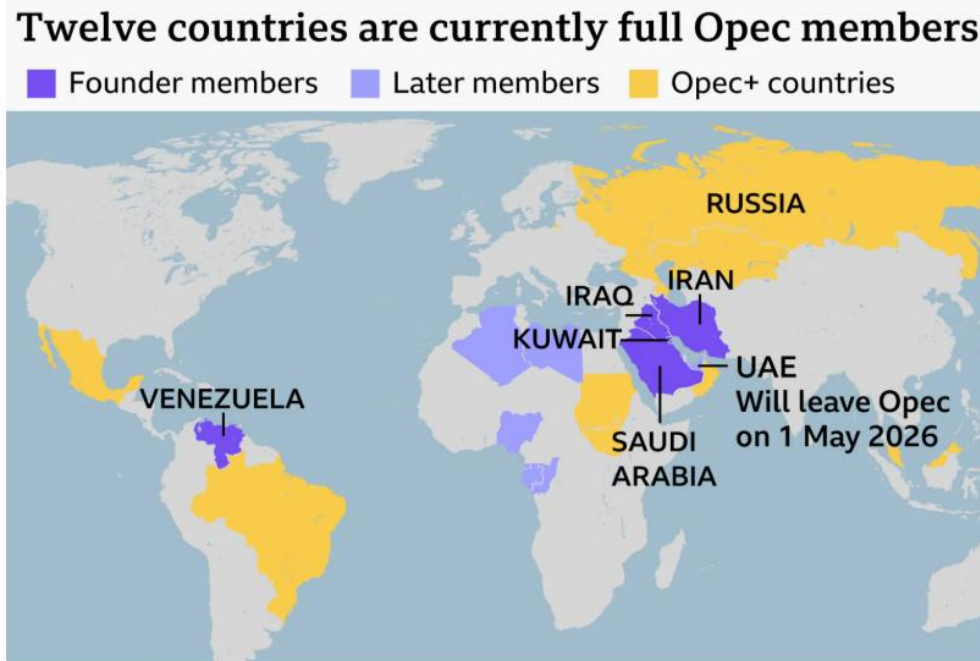 Twelve countries are currently full Opec members
Founder members
Later members
Opec+ countries
RUSSIA
IRAN
IRAQ
KUWAIT
UAE
Will leave Opec
on 1 May 2026
VENEZUELA
SAUDI
ARABIA